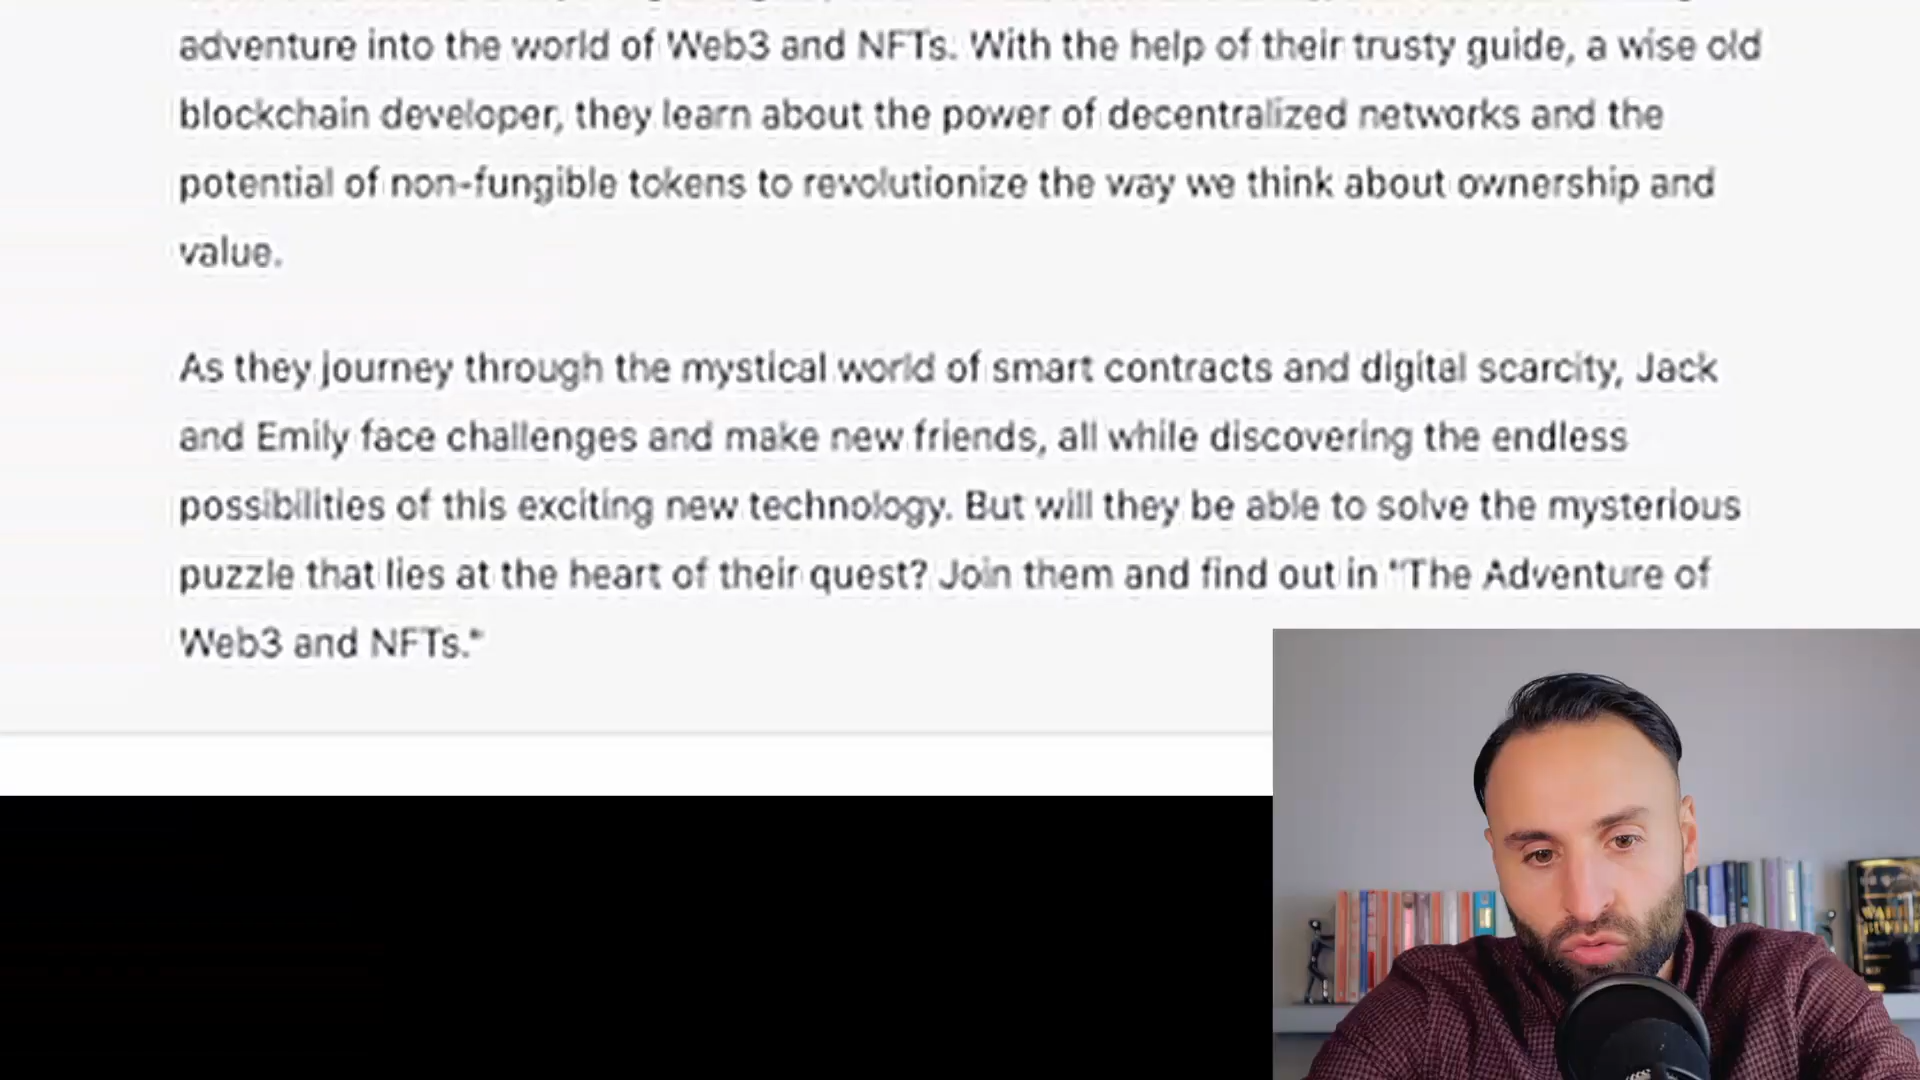 adventure into the world of Web3 and NFTs. With the help of their trusty guide, a wise old
blockchain developer, they learn about the power of decentralized networks and the
potential of non-fungible tokens to revolutionize the way we think about ownership and
value.
As they journey through the mystical world of smart contracts and digital scarcity, Jack
and Emily face challenges and make new friends, all while discovering the endless
possibilities of this exciting new technology. But will they be able to solve the mysterious
puzzle that lies at the heart of their quest? Join them and find out in "The Adventure of
Web3 and NFTs."